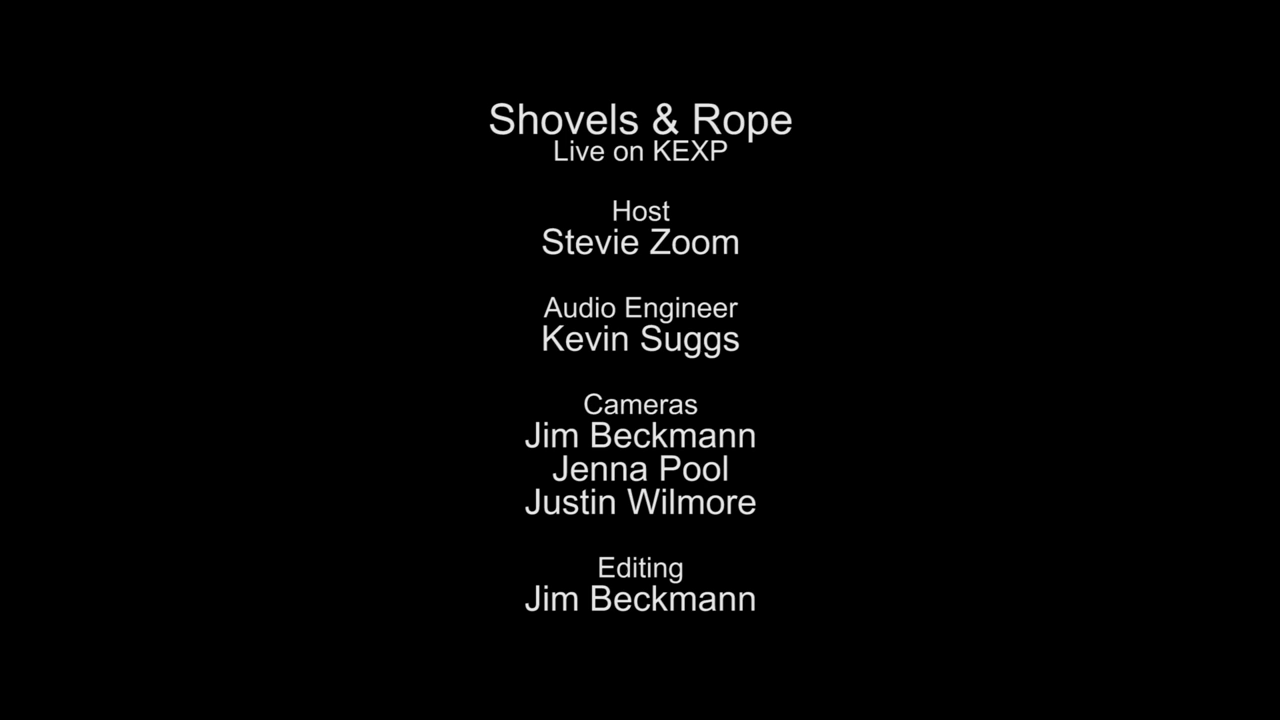 Shovels & Rope
Live on KEXP
Host
Stevie Zoom
Audio Engineer
Kevin Suggs
Cameras
Jim Beckmann
Jenna Pool
Justin Wilmore
Editing
Jim Beckmann